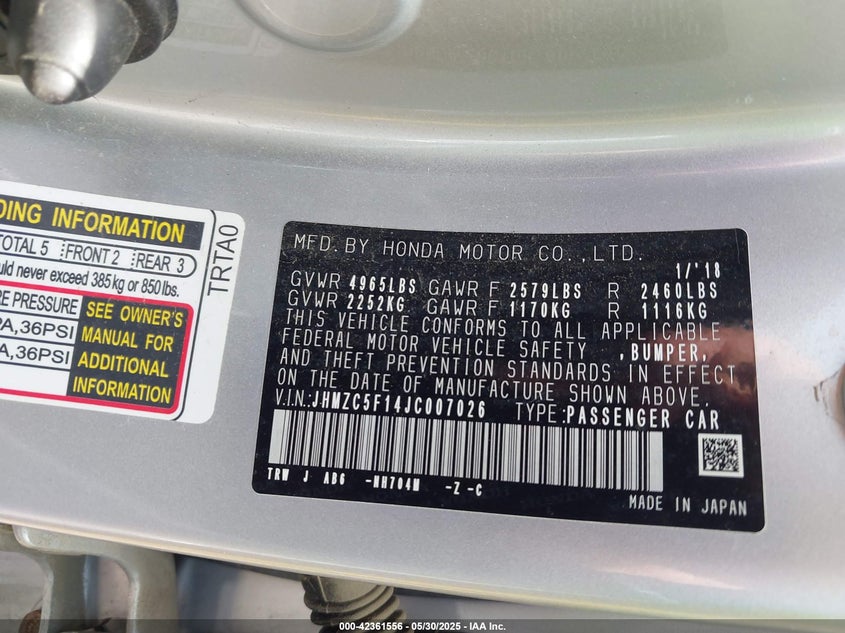 DING INFORMATION
TOTAL 5 FRONT 2 REAR 3
uld never exceed 385kg or 850lbs.
RE PRESSURE
PA,36PSI
A,36PSI
SEE OWNER'S
MANUAL FOR
ADDITIONAL
INFORMATION
TRTA0
MFD. BY HONDA MOTOR CO.,LTD.
1/'18
GVWR 4965LBS GAWR F 2579LBS R 2460LBS
GVWR 2252KG GAWR F 1170KG R 1116KG
THIS VEHICLE CONFORMS TO ALL APPLICABLE
FEDERAL MOTOR VEHICLE SAFETY ,BUMPER,
AND THEFT PREVENTION STANDARDS IN EFFECT
ON THE DATE OF MANUFACTURE SHOWN ABOVE.
V.I.N.:JHMZC5F14JC007026 TYPE:PASSENGER CAR
TRW J AB6 -NH704M -Z -C
MADE IN JAPAN
000-42361556 — 05/30/2025 — IAA Inc.